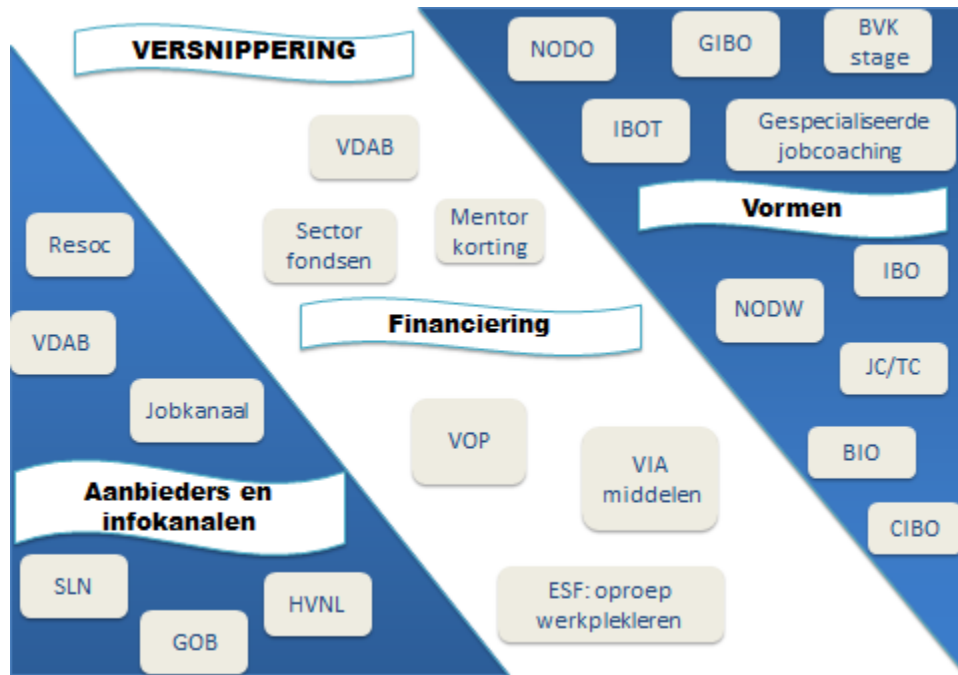 VERSNIPPERING
NODO
GIBO
BVK
stage
VDAB
IBOT
Gespecialiseerde
jobcoaching
Sector
fondsen
Mentor
korting
Vormen
Resoc
IBO
NODW
Financiering
VDAB
JC/TC
Jobkanaal
VOP
VIA
middelen
BIO
Aanbieders en
infokanalen
CIBO
SLN
HVNL
GOB
ESF: oproep
werkplekleren